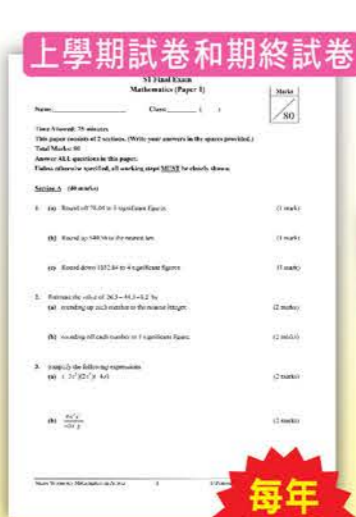 上學期試卷和期終試卷
S1 Final Exam
Mathematics (Paper 1)
Marks
80
Name: Class: ( )
Time Allowed: 75 minutes
This paper consists of 2 sections. (Write your answers in the spaces provided.)
Total Marks: 80
Answer ALL questions in this paper.
Unless otherwise specified, all working steps MUST be clearly shown.
Section A (40 marks)
1. (a) Round off to 3 significant figures (1 mark)
(b) Round up to the nearest ten. (1 mark)
(c) Round down to 4 significant figures (1 mark)
2. Estimate the value of by
(a) rounding up each number to the nearest integer. (2 marks)
(b) rounding off each number to 1 significant figure. (2 marks)
3. Simplify the following expressions.
(a) (2 marks)
(b) (2 marks)
1
每年